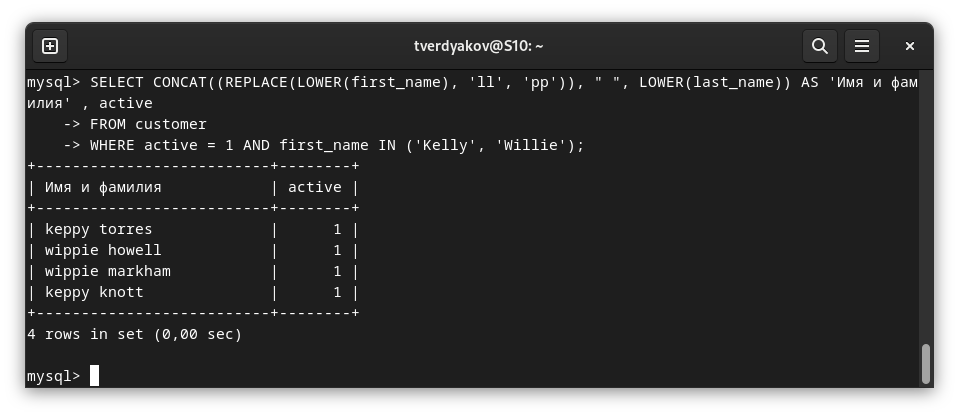 tverdyakov@S10: ~
mysql> SELECT CONCAT((REPLACE(LOWER(first_name), 'll', 'pp')), " ", LOWER(last_name)) AS 'Имя и фам
илия' , active
    -> FROM customer
    -> WHERE active = 1 AND first_name IN ('Kelly', 'Willie');
+--------------------------+--------+
| Имя и фамилия            | active |
+--------------------------+--------+
| keppy torres             |      1 |
| wippie howell            |      1 |
| wippie markham           |      1 |
| keppy knott              |      1 |
+--------------------------+--------+
4 rows in set (0,00 sec)
mysql>